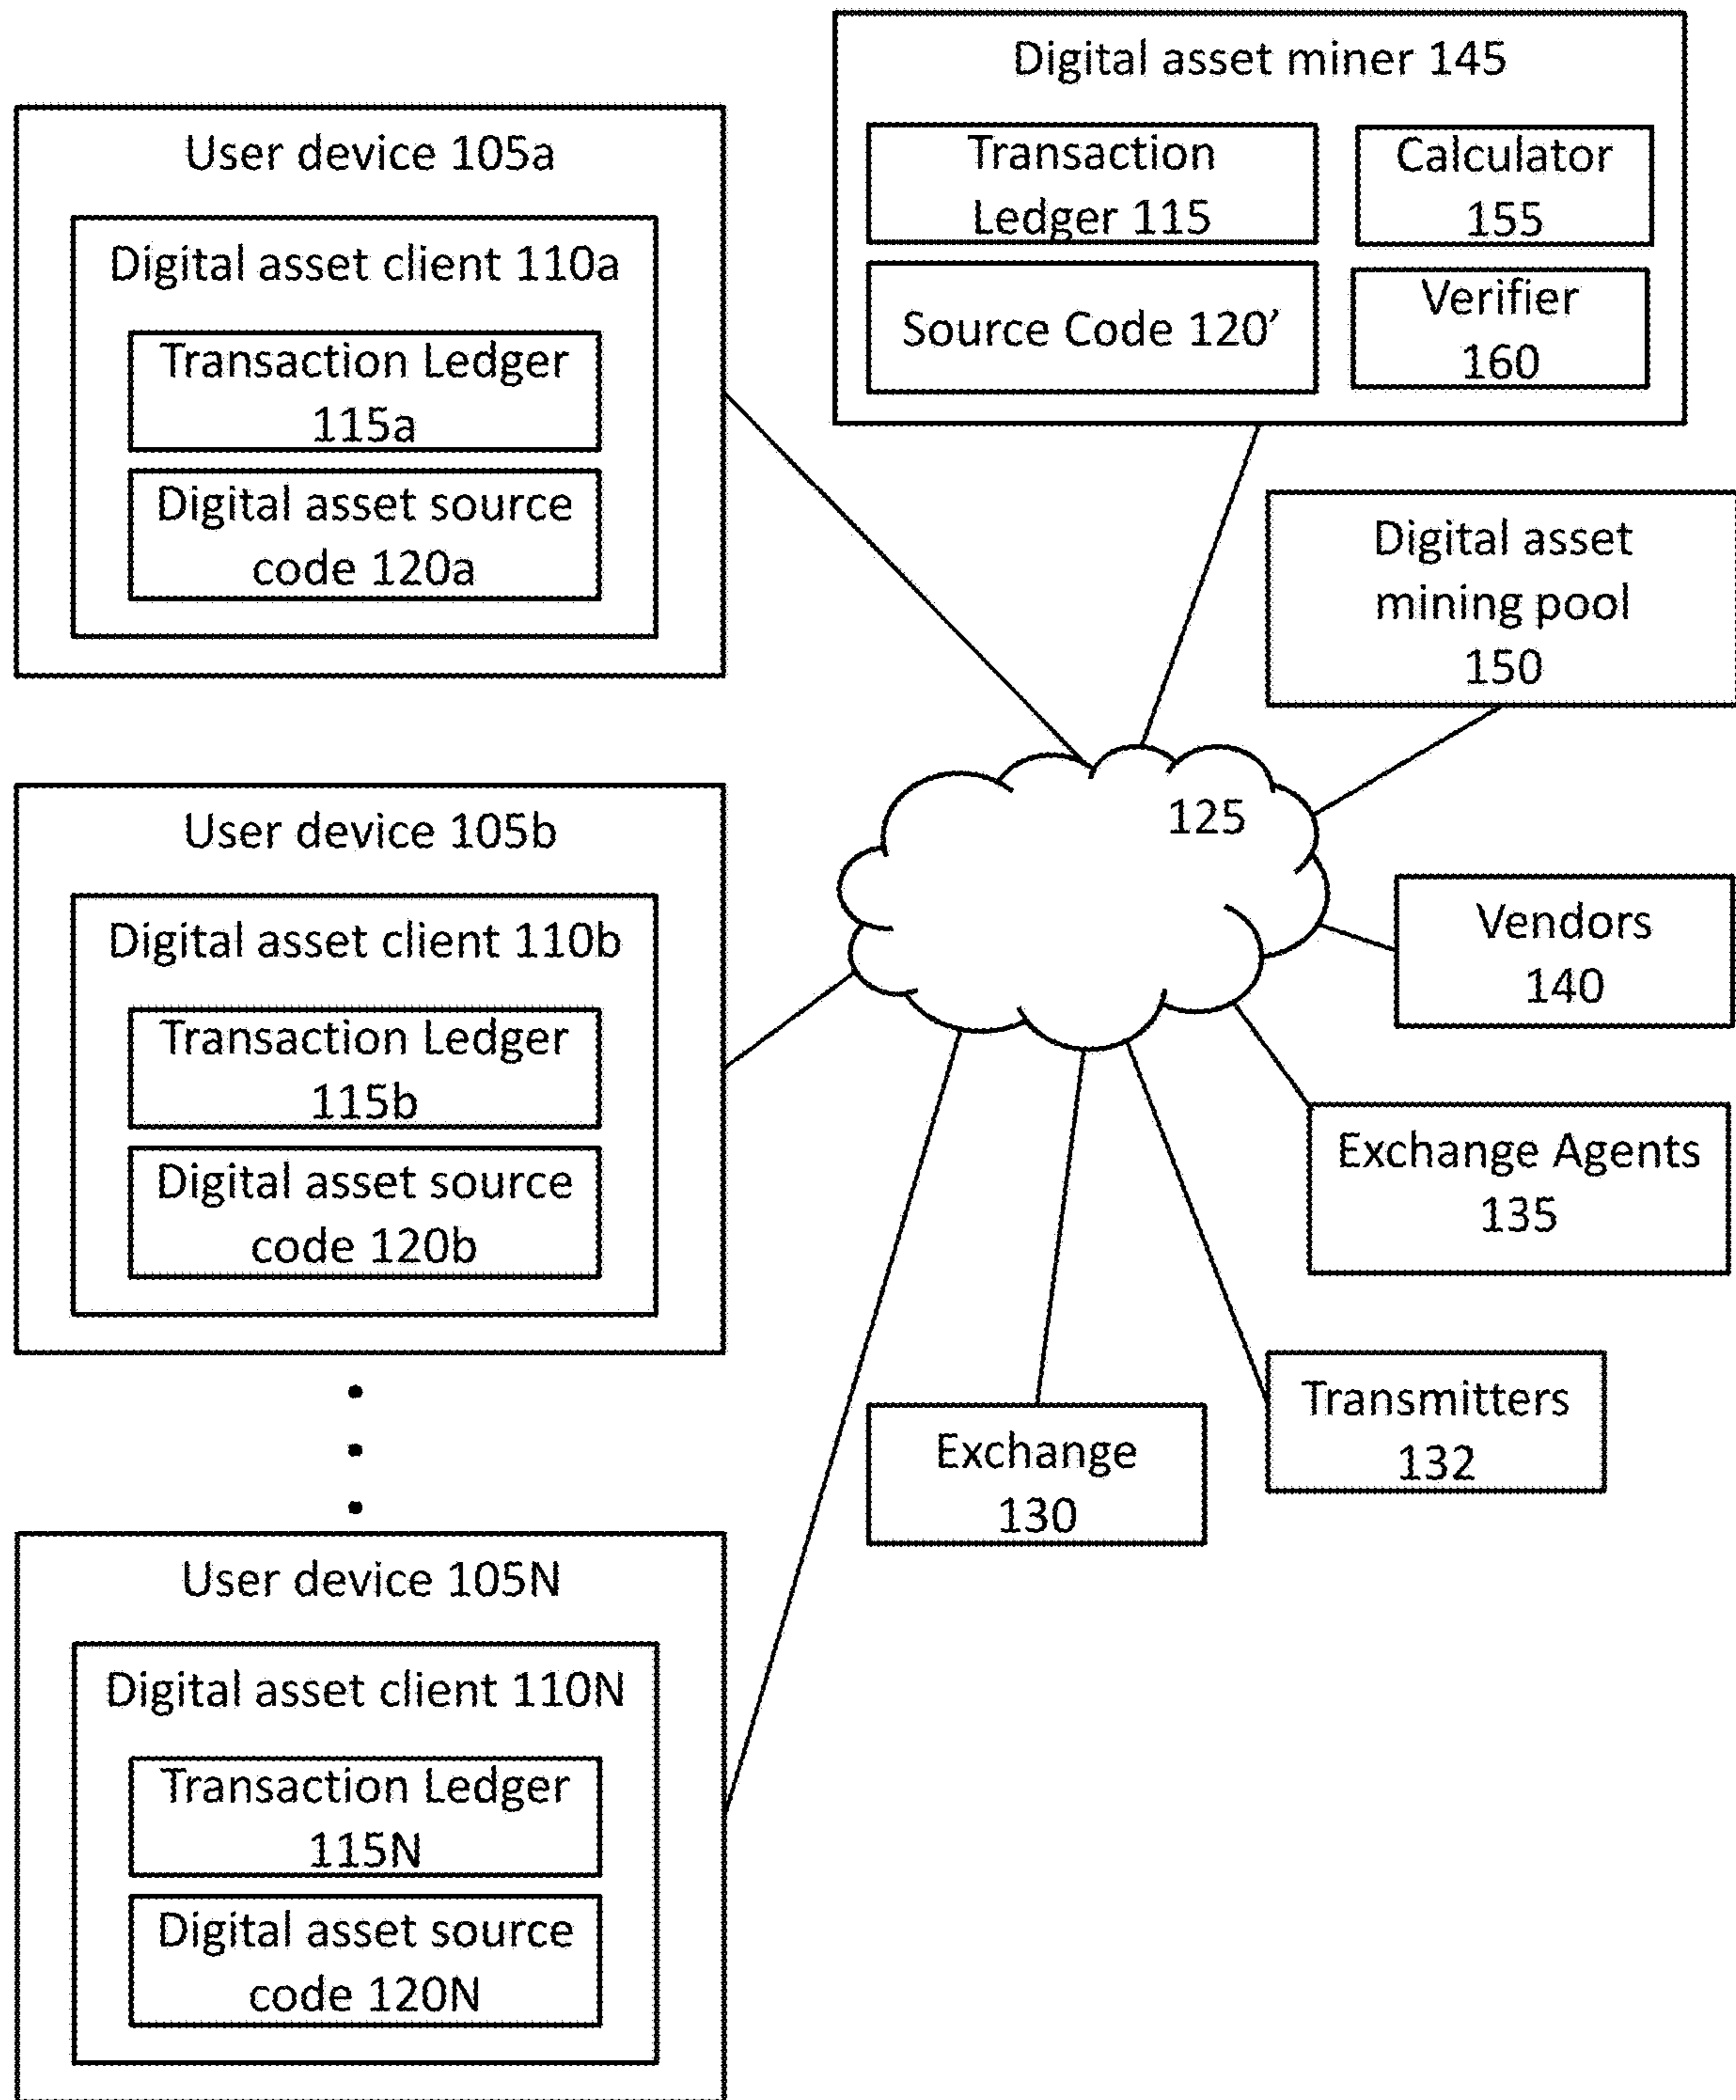 User device 105a
Digital asset client 110a
Transaction Ledger
115a
Digital asset source
code 120a
Digital asset miner 145
Transaction
Ledger 115
Calculator
155
Source Code 120’
Verifier
160
Digital asset
mining pool
150
125
User device 105b
Digital asset client 110b
Transaction Ledger
115b
Digital asset source
code 120b
Vendors
140
Exchange Agents
135
Transmitters
132
Exchange
130
User device 105N
Digital asset client 110N
Transaction Ledger
115N
Digital asset source
code 120N